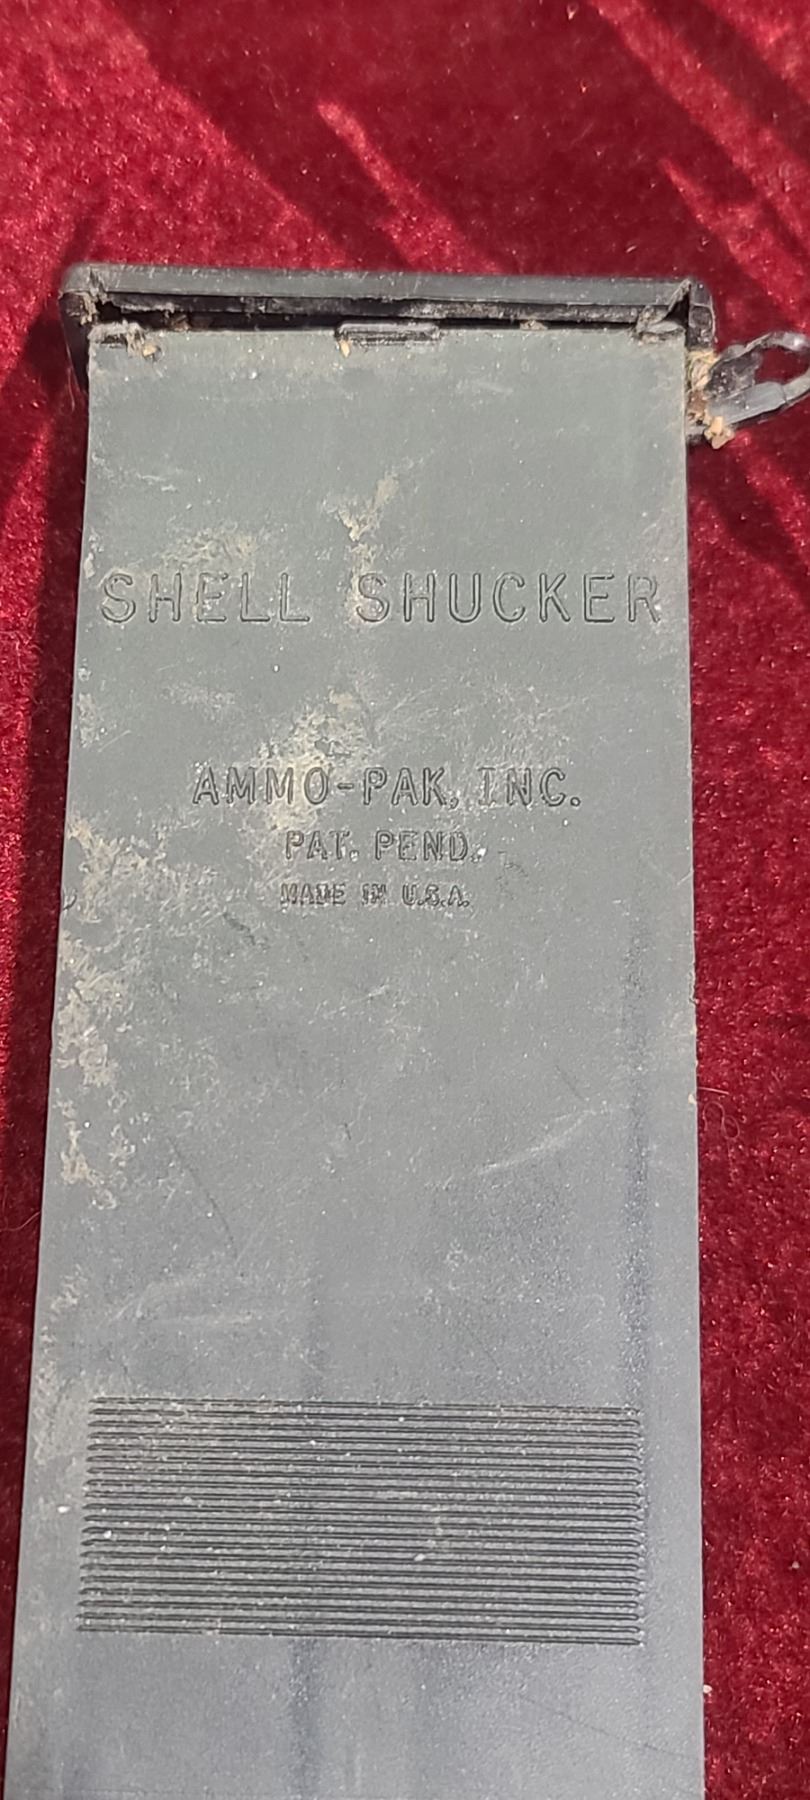 SHELL SHUCKER
AMMO-PAK, INC.
PAT. PEND.
MADE IN U.S.A.